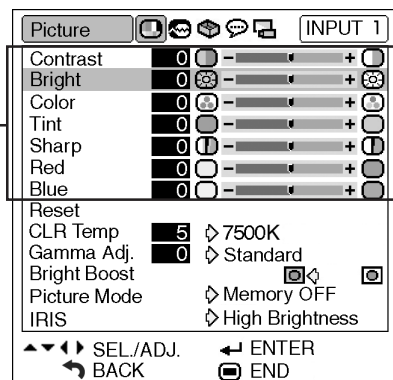 Picture INPUT 1
Contrast 0 - +
Bright 0 - +
Color 0 - +
Tint 0 - +
Sharp 0 - +
Red 0 - +
Blue 0 - +
Reset
CLR Temp 5 7500K
Gamma Adj. 0 Standard
Bright Boost
Picture Mode Memory OFF
IRIS High Brightness
SEL./ADJ. ENTER
BACK END